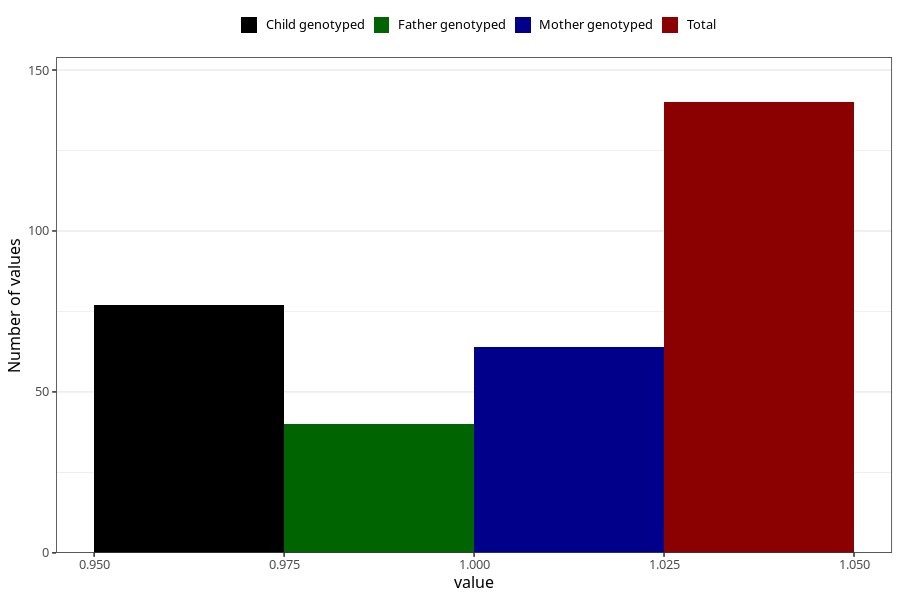 Child genotyped Father genotyped Mother genotyped Total
Number of values
150
100
50
0
0.950 0.975 1.000 1.025 1.050
value